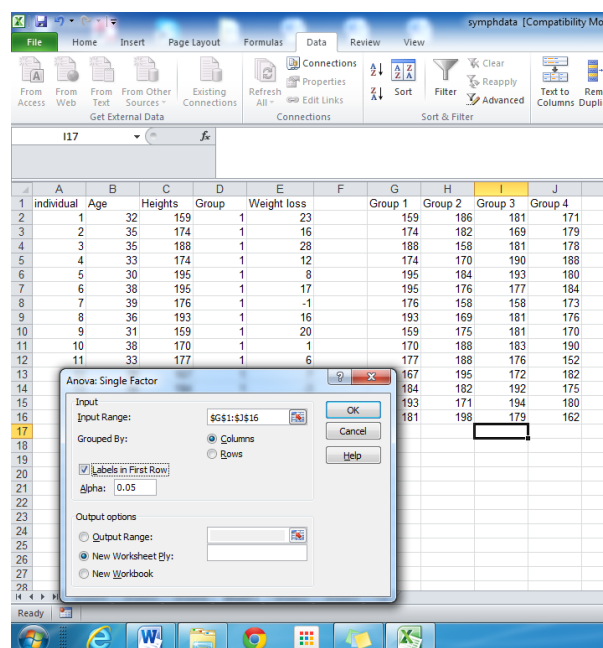 symphdata [Compatibility Mo
File Home Insert Page Layout Formulas Data Review View
From Access
From Web
From Text
From Other Sources
Existing Connections
Refresh All
Connections
Properties
Edit Links
Sort
Filter
Clear
Reapply
Advanced
Text to Columns
Rem Dupli
Get External Data Connections Sort & Filter
I17 fx
A B C D E F G H I J
1 individual Age Heights Group Weight loss Group 1 Group 2 Group 3 Group 4
2 1 32 159 1 23 159 186 181 171
3 2 35 174 1 16 174 182 169 179
4 3 35 188 1 28 188 158 181 178
5 4 33 174 1 12 174 170 190 188
6 5 30 195 1 8 195 184 193 180
7 6 38 195 1 17 195 176 177 184
8 7 39 176 1 -1 176 158 158 173
9 8 36 193 1 16 193 169 181 176
10 9 31 159 1 20 159 175 181 170
11 10 38 170 1 1 170 188 183 190
12 11 33 177 1 6 177 188 176 152
13 167 195 172 182
14 184 182 192 175
15 193 171 194 180
16 181 198 179 162
17
18
19
20
21
22
23
24
25
26
27
28
Anova: Single Factor
Input
Input Range: $G$1:$J$16
Grouped By: Columns
Rows
Labels in First Row
Alpha: 0.05
OK
Cancel
Help
Output options
Output Range:
New Worksheet Ply:
New Workbook
Ready